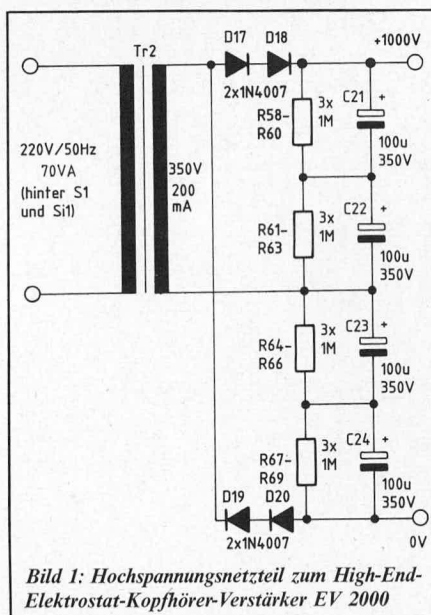 Tr2
D17 D18
+1000V
2x1N4007
220V/50Hz
70VA
(hinter S1
und Si1)
350V
200
mA
R58-
R60
3x
1M
C21
+
100u
350V
R61-
R63
3x
1M
C22
+
100u
350V
R64-
R66
3x
1M
C23
+
100u
350V
R67-
R69
3x
1M
C24
+
100u
350V
D19 D20
2x1N4007
0V
Bild 1: Hochspannungsnetzteil zum High-End-
Elektrostat-Kopfhörer-Verstärker EV 2000